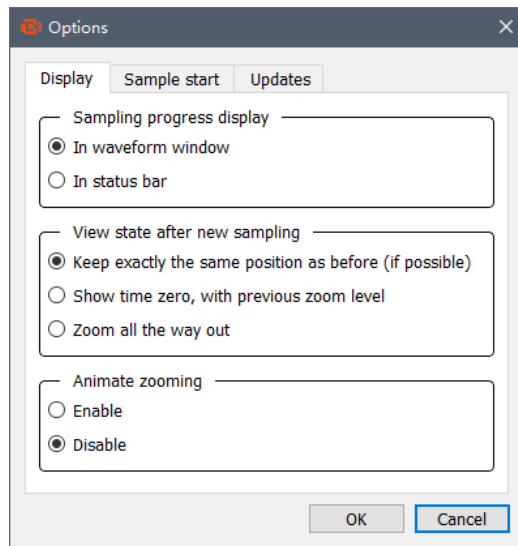 Options
Display Sample start Updates
Sampling progress display
In waveform window
In status bar
View state after new sampling
Keep exactly the same position as before (if possible)
Show time zero, with previous zoom level
Zoom all the way out
Animate zooming
Enable
Disable
OK Cancel